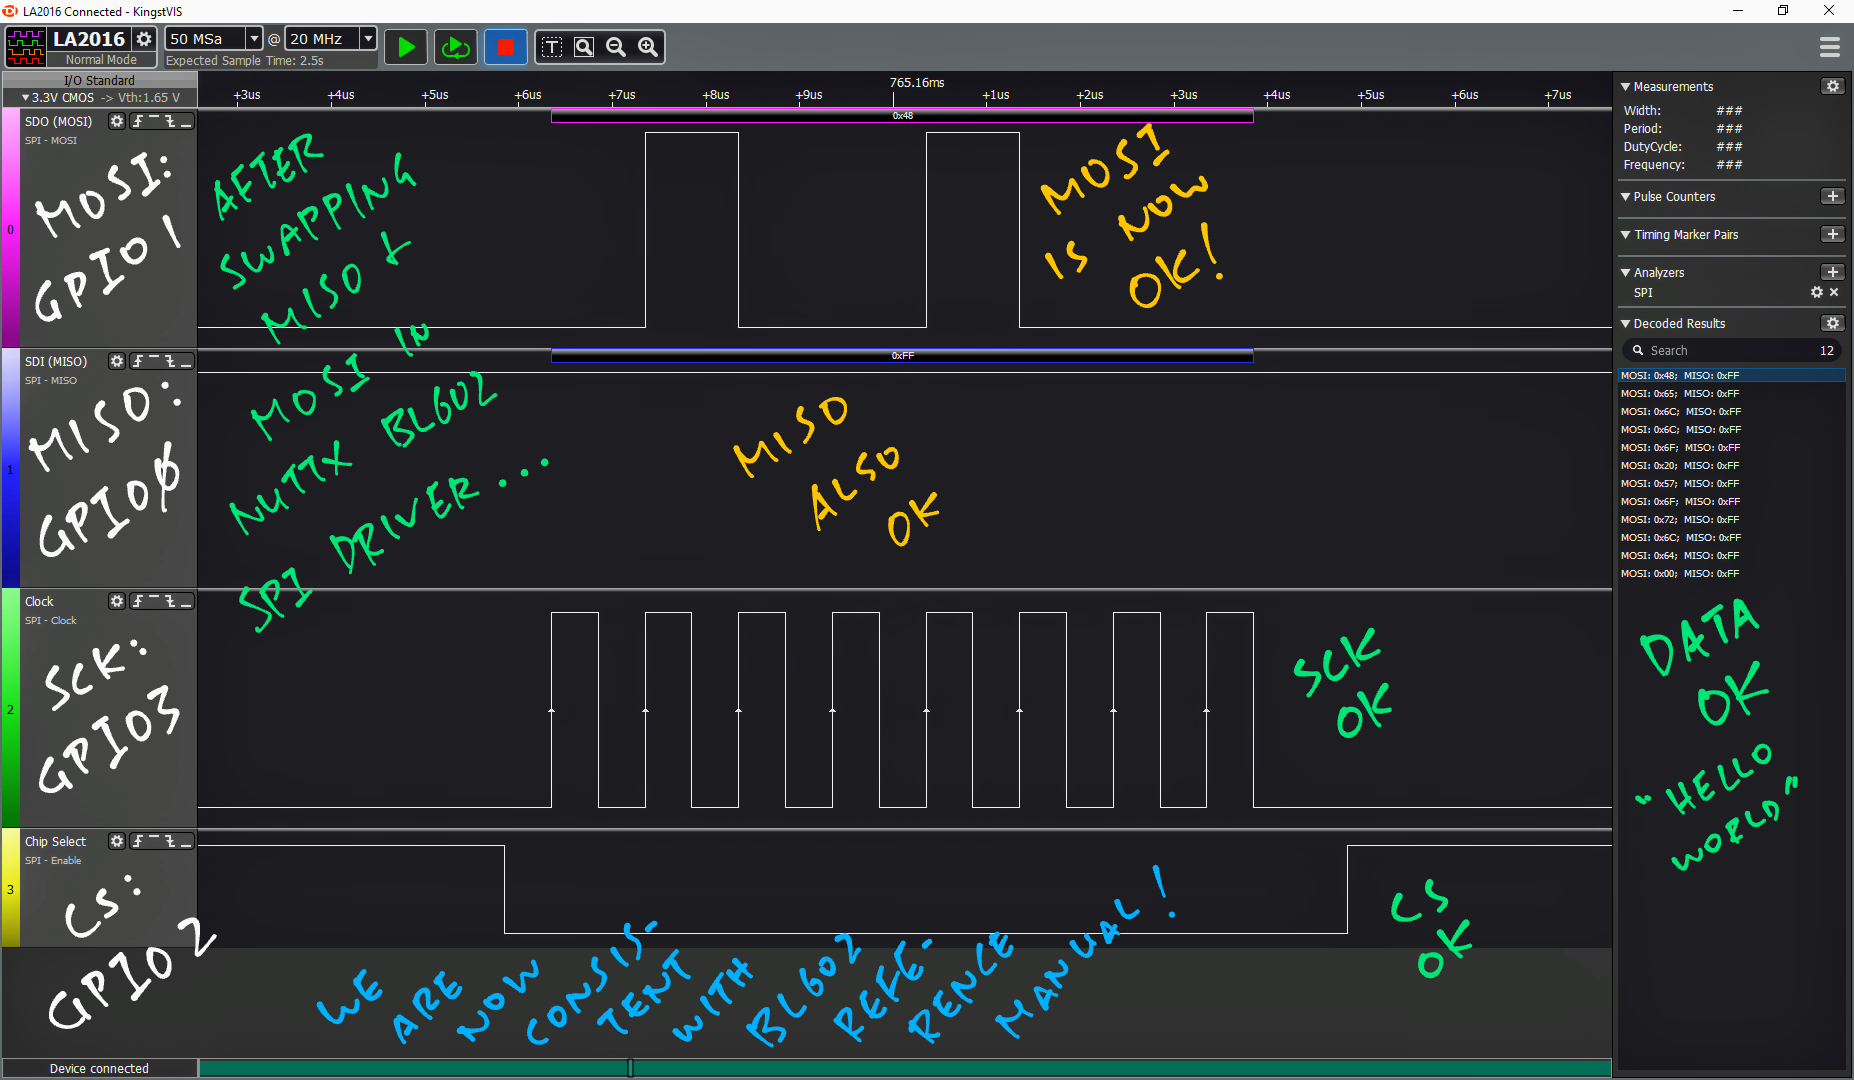 LA2016 Connected - KingstVIS
LA2016
Normal Mode
50 MSa @ 20 MHz
Expected Sample Time: 2.5s
T
I/O Standard
3.3V CMOS -> Vth:1.65 V
765.16ms
+3us +4us +5us +6us +7us +8us +9us +1us +2us +3us +4us +5us +6us +7us
0
SDO (MOSI)
SPI - MOSI
MOSI:
GPIO 1
0x48
AFTER
SWAPPING
MISO &
MOSI IN
NUTTX BL602
SPI DRIVER...
MOSI
IS NOW
OK!
1
SDI (MISO)
SPI - MISO
MISO:
GPIO0
0xFF
MISO
ALSO
OK
2
Clock
SPI - Clock
SCK:
GPIO3
SCK
OK
3
Chip Select
SPI - Enable
CS:
GPIO 2
CS
OK
WE
ARE
NOW
CONSIS-
TENT
WITH
BL602
REFE-
RENCE
MANUAL!
Measurements
Width: ###
Period: ###
DutyCycle: ###
Frequency: ###
Pulse Counters
Timing Marker Pairs
Analyzers
SPI
Decoded Results
Search 12
MOSI: 0x48; MISO: 0xFF
MOSI: 0x65; MISO: 0xFF
MOSI: 0x6C; MISO: 0xFF
MOSI: 0x6C; MISO: 0xFF
MOSI: 0x6F; MISO: 0xFF
MOSI: 0x20; MISO: 0xFF
MOSI: 0x57; MISO: 0xFF
MOSI: 0x6F; MISO: 0xFF
MOSI: 0x72; MISO: 0xFF
MOSI: 0x6C; MISO: 0xFF
MOSI: 0x64; MISO: 0xFF
MOSI: 0x00; MISO: 0xFF
DATA
OK
"HELLO
WORLD"
Device connected